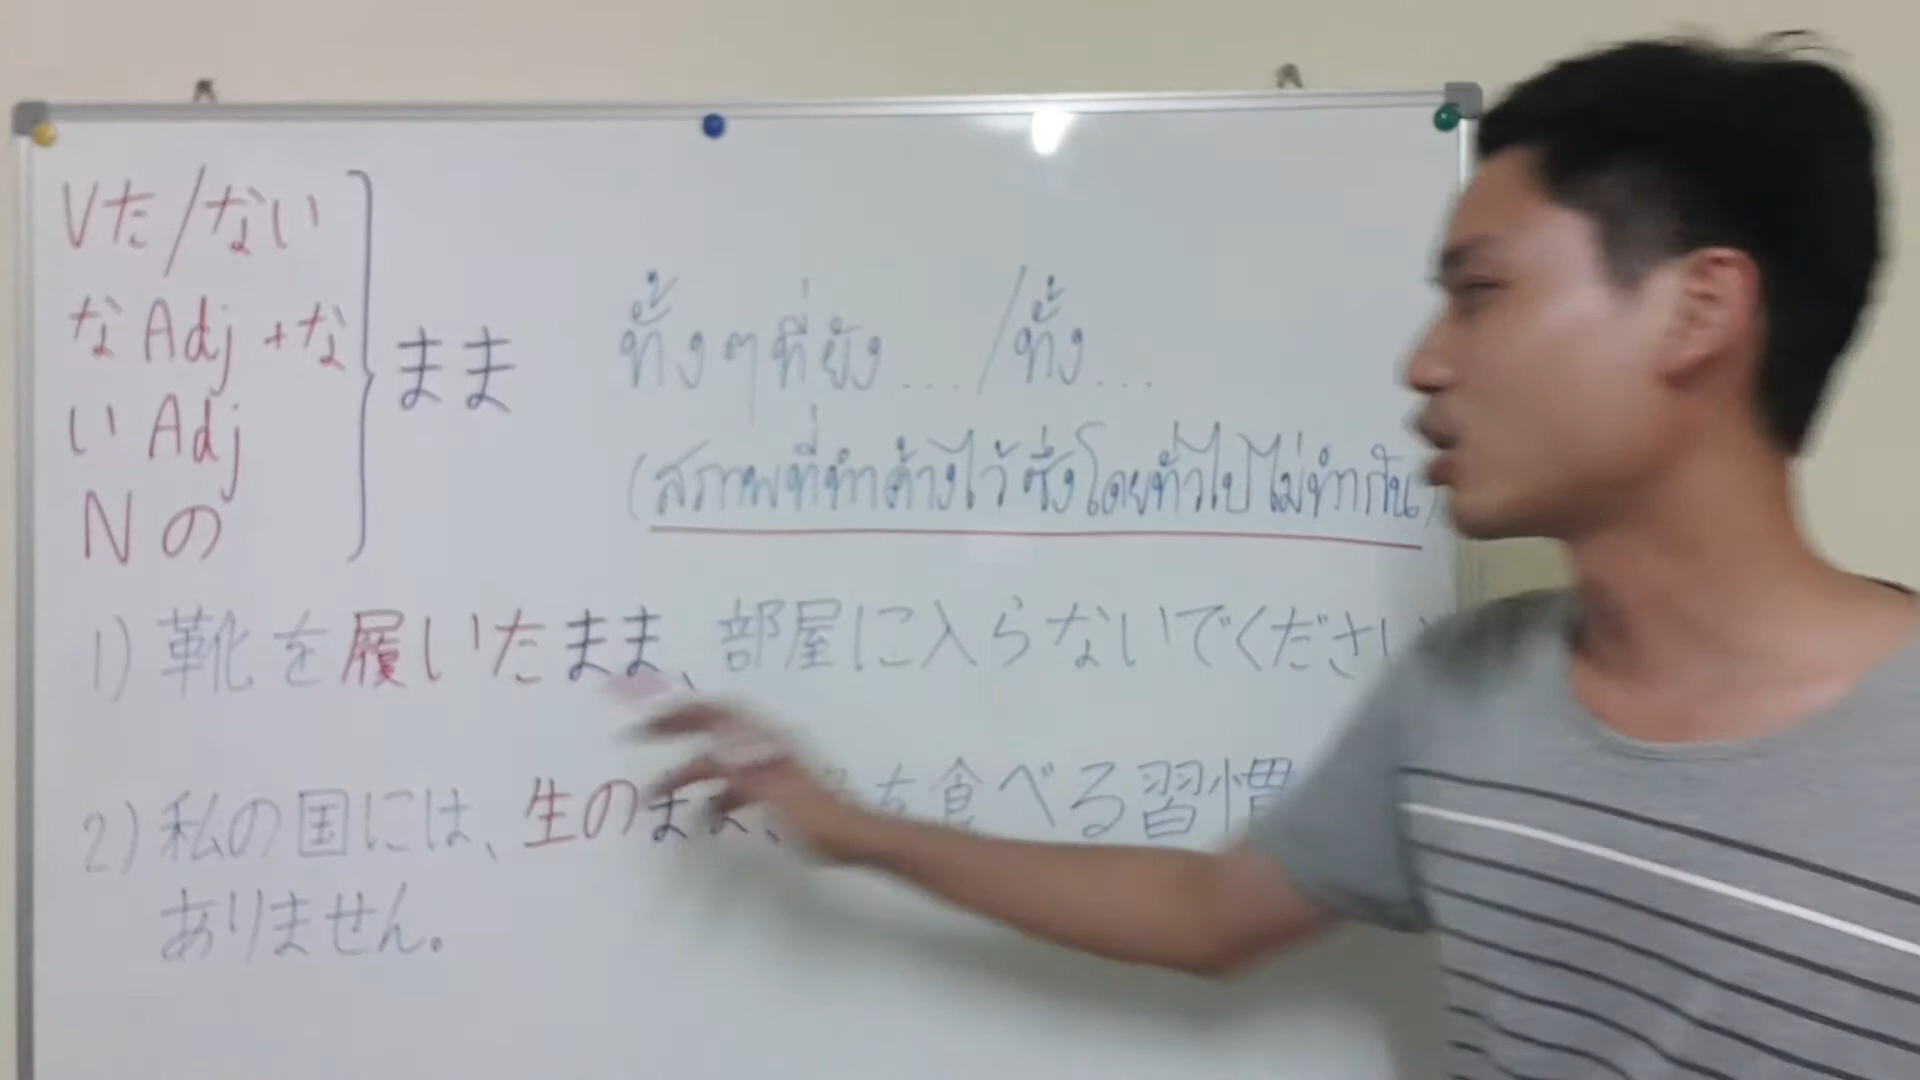 Vた/ない
なAdj+な
いAdj
Nの
まま
ทั้งๆที่ยัง.../ทั้ง...
(สภาพที่ทำค้างไว้ ซึ่งโดยทั่วไปไม่ทำกัน)
1) 靴を履いたまま、部屋に入らないでくださ
2) 私の国には、生のまま、を食べる習慣
ありません。